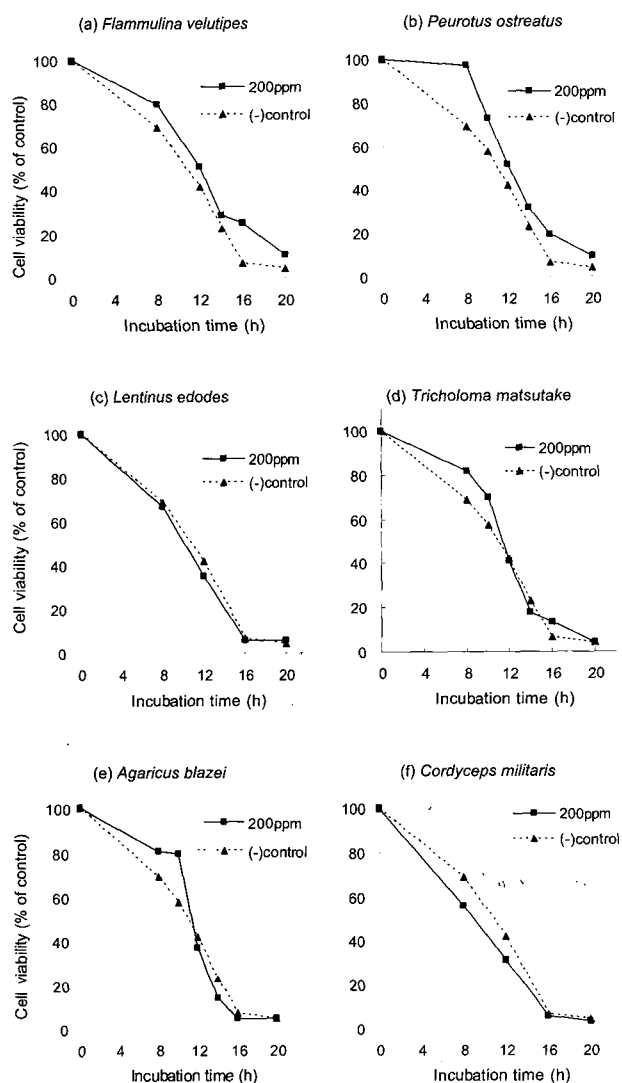 (a) Flammulina velutipes
Cell viability (% of control)
100
80
60
40
20
0
200ppm
(-)control
0 4 8 12 16 20
Incubation time (h)
(b) Peurotus ostreatus
100
80
60
40
20
0
200ppm
(-)control
0 4 8 12 16 20
Incubation time (h)
(c) Lentinus edodes
Cell viability (% of control)
100
80
60
40
20
0
200ppm
(-)control
0 4 8 12 16 20
Incubation time (h)
(d) Tricholoma matsutake
100
80
60
40
20
0
200ppm
(-)control
0 4 8 12 16 20
Incubation time (h)
(e) Agaricus blazei
Cell viability (% of control)
100
80
60
40
20
0
200ppm
(-)control
0 4 8 12 16 20
Incubation time (h)
(f) Cordyceps militaris
100
80
60
40
20
0
200ppm
(-)control
0 4 8 12 16 20
Incubation time (h)